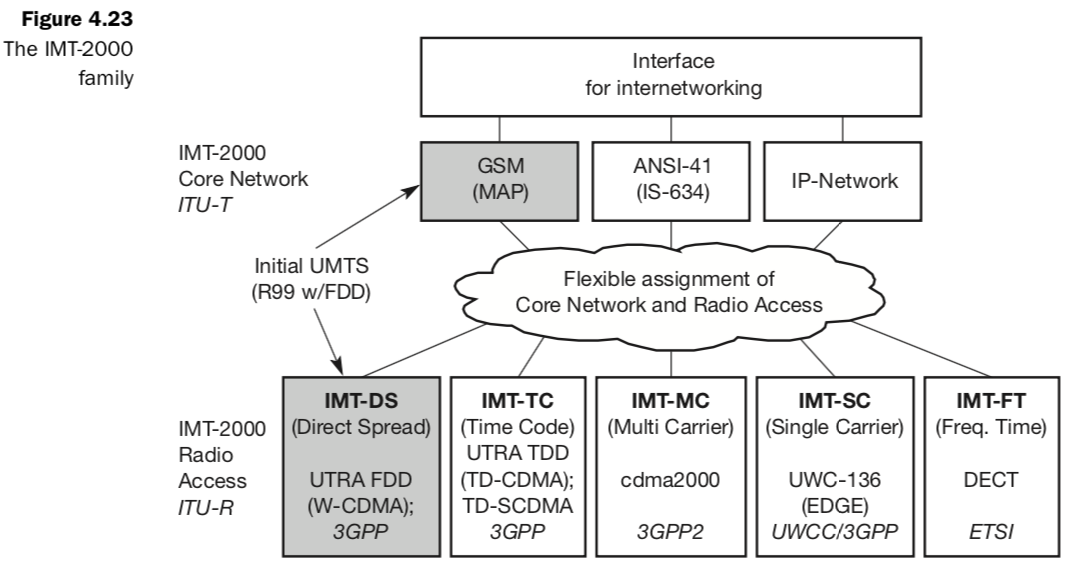 Figure 4.23
The IMT-2000
family
Interface
for internetworking
IMT-2000
Core Network
ITU-T
GSM
(MAP)
ANSI-41
(IS-634)
IP-Network
Initial UMTS
(R99 w/FDD)
Flexible assignment of
Core Network and Radio Access
IMT-2000
Radio
Access
ITU-R
IMT-DS
(Direct Spread)
UTRA FDD
(W-CDMA);
3GPP
IMT-TC
(Time Code)
UTRA TDD
(TD-CDMA);
TD-SCDMA
3GPP
IMT-MC
(Multi Carrier)
cdma2000
3GPP2
IMT-SC
(Single Carrier)
UWC-136
(EDGE)
UWCC/3GPP
IMT-FT
(Freq. Time)
DECT
ETSI